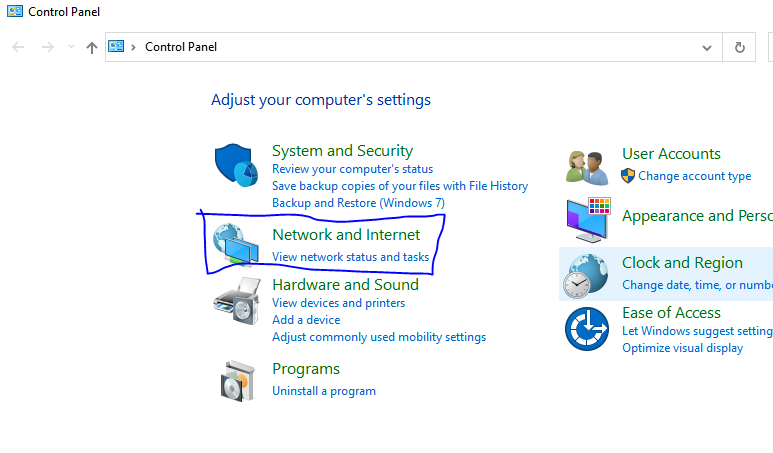 Control Panel
Control Panel
Adjust your computer's settings
System and Security
Review your computer's status
Save backup copies of your files with File History
Backup and Restore (Windows 7)
Network and Internet
View network status and tasks
Hardware and Sound
View devices and printers
Add a device
Adjust commonly used mobility settings
Programs
Uninstall a program
User Accounts
Change account type
Appearance and Perso
Clock and Region
Change date, time, or numbe
Ease of Access
Let Windows suggest setting
Optimize visual display